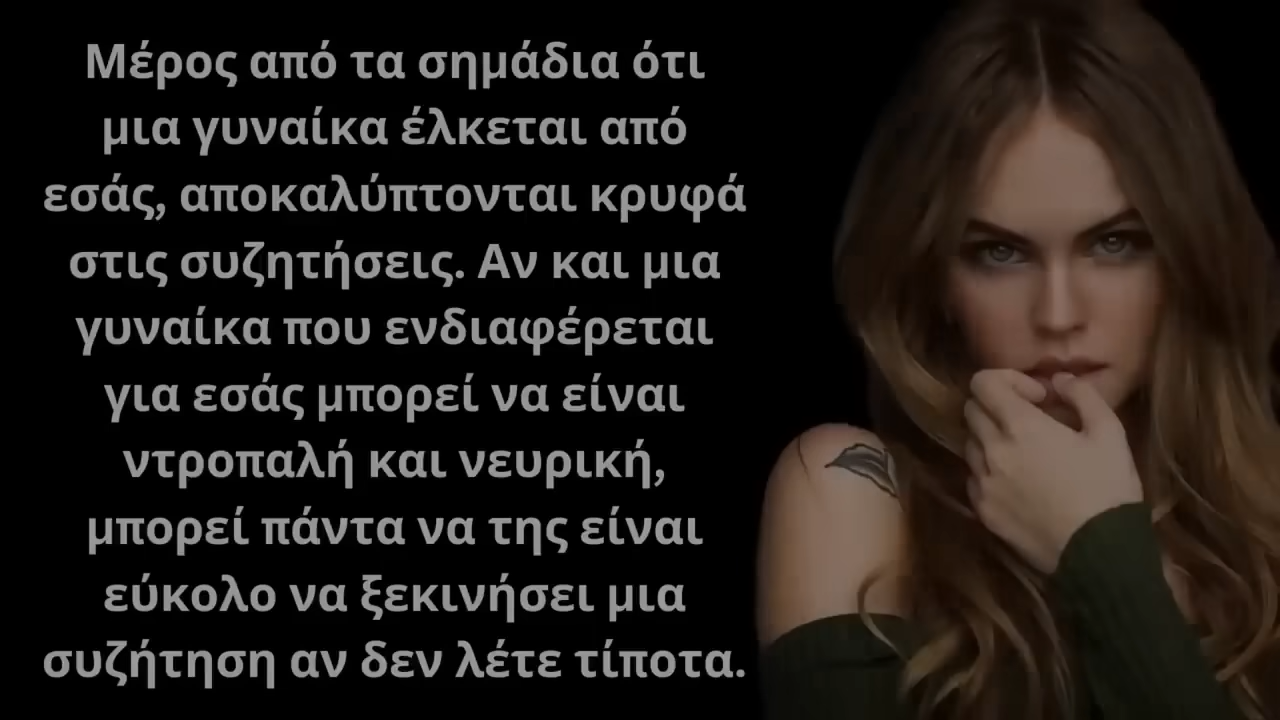 Μέρος από τα σημάδια ότι
μια γυναίκα έλκεται από
εσάς, αποκαλύπτονται κρυφά
στις συζητήσεις. Αν και μια
γυναίκα που ενδιαφέρεται
για εσάς μπορεί να είναι
ντροπαλή και νευρική,
μπορεί πάντα να της είναι
εύκολο να ξεκινήσει μια
συζήτηση αν δεν λέτε τίποτα.